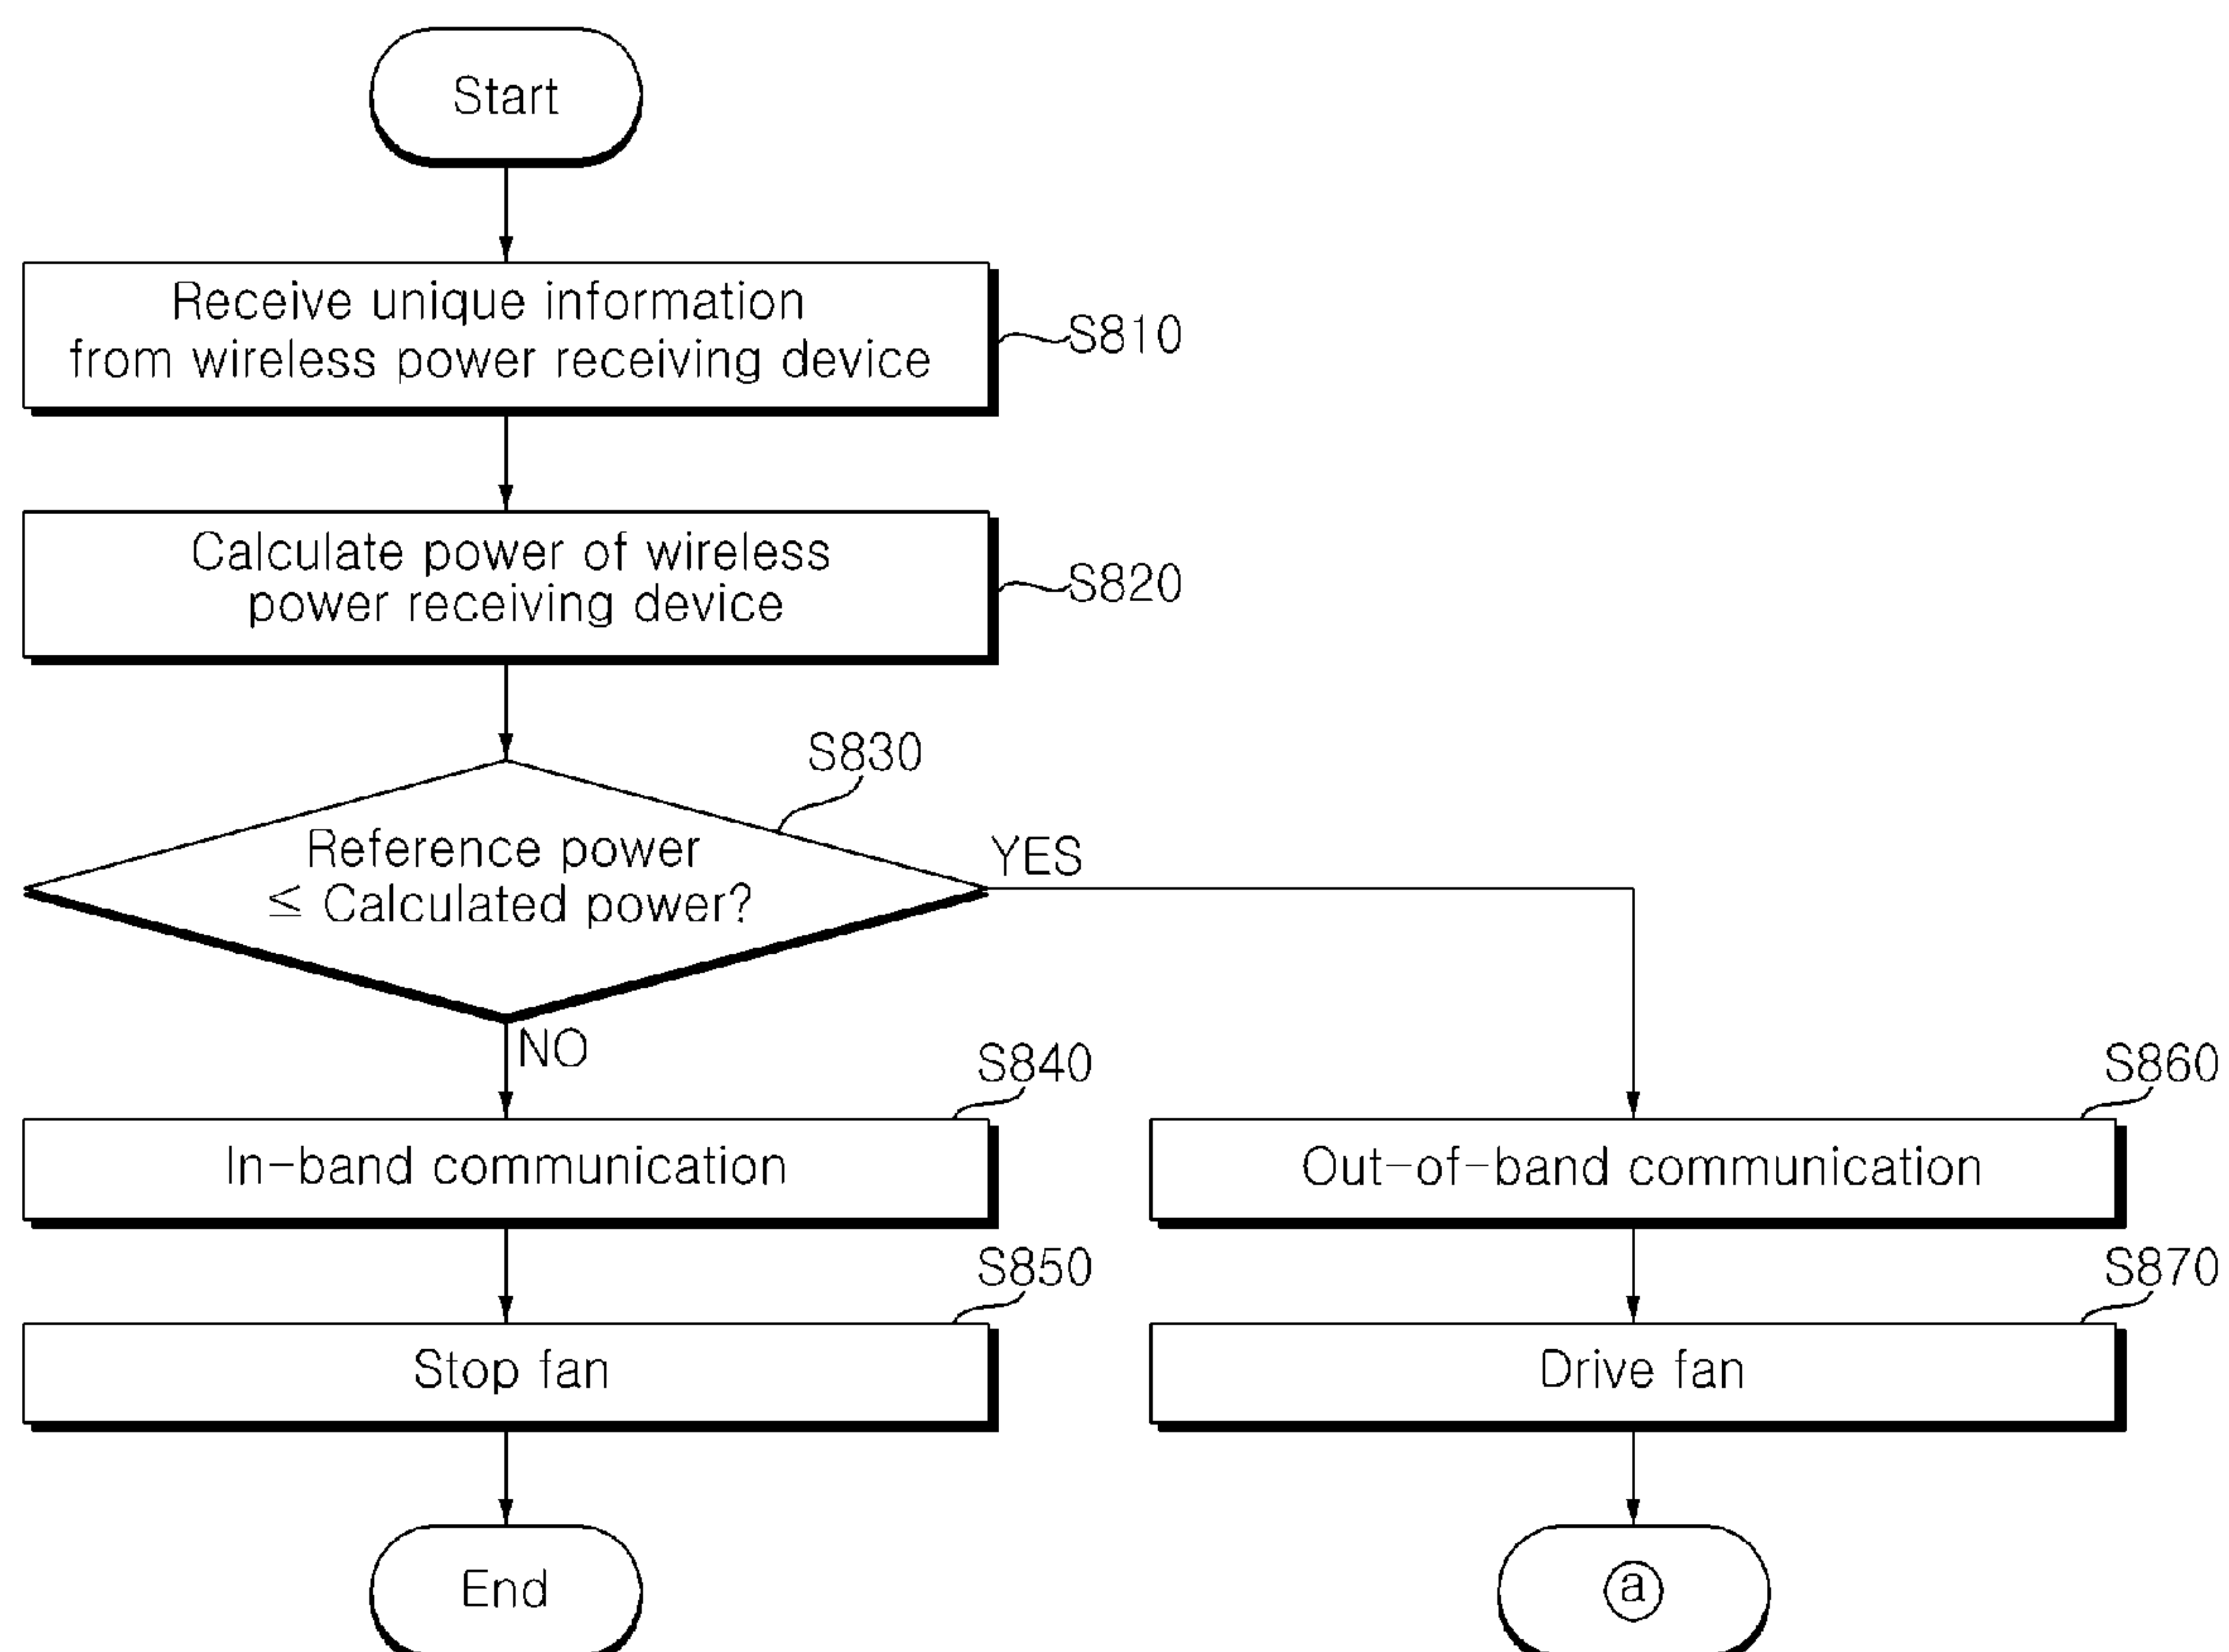 Start
Receive unique information
from wireless power receiving device
S810
Calculate power of wireless
power receiving device
S820
S830
Reference power
≤ Calculated power?
YES
NO
S840
In-band communication
S860
Out-of-band communication
S850
Stop fan
S870
Drive fan
End
ⓐ